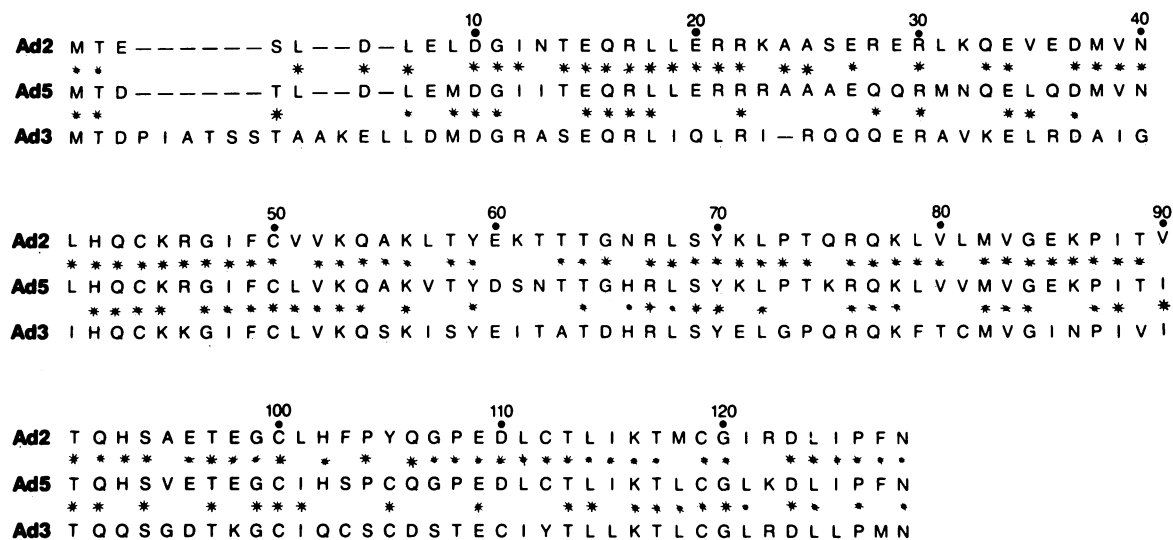 10 20 30 40
Ad2 M T E — — — — — — S L — — D — L E L D G I N T E Q R L L E R R K A A S E R E R L K Q E V E D M V N
Ad5 M T D — — — — — — T L — — D — L E M D G I I T E Q R L L E R R R A A A E Q Q R M N Q E L Q D M V N
Ad3 M T D P I A T S S T A A K E L L D M D G R A S E Q R L I Q L R I — R Q Q Q E R A V K E L R D A I G
50 60 70 80 90
Ad2 L H Q C K R G I F C V V K Q A K L T Y E K T T T G N R L S Y K L P T Q R Q K L V L M V G E K P I T V
Ad5 L H Q C K R G I F C L V K Q A K V T Y D S N T T G H R L S Y K L P T K R Q K L V V M V G E K P I T I
Ad3 I H Q C K K G I F C L V K Q S K I S Y E I T A T D H R L S Y E L G P Q R Q K F T C M V G I N P I V I
100 110 120
Ad2 T Q H S A E T E G C L H F P Y Q G P E D L C T L I K T M C G I R D L I P F N
Ad5 T Q H S V E T E G C I H S P C Q G P E D L C T L I K T L C G L K D L I P F N
Ad3 T Q Q S G D T K G C I Q C S C D S T E C I Y T L L K T L C G L R D L L P M N